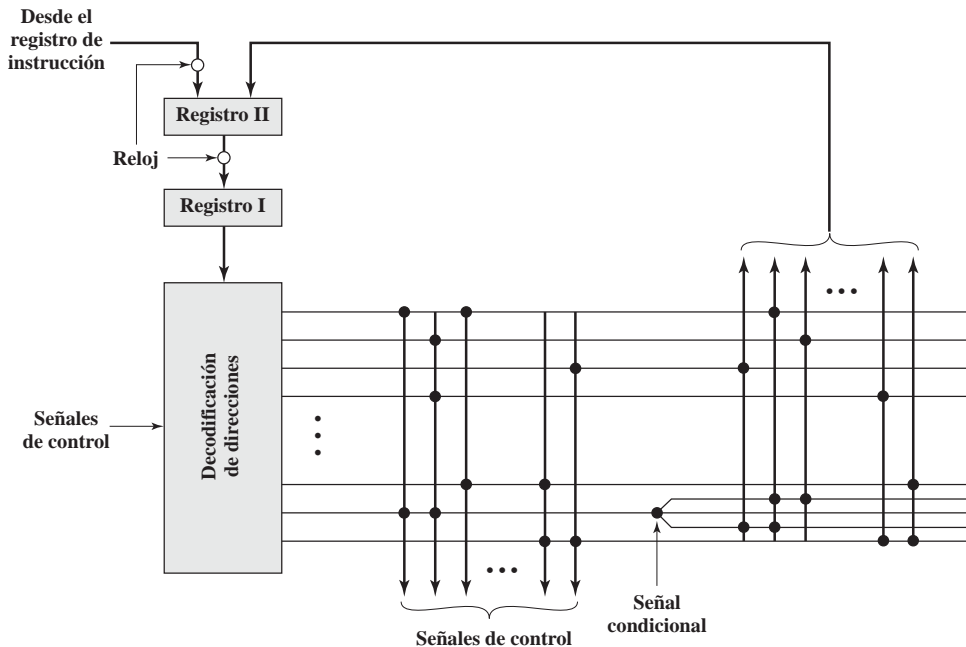 Desde el
registro de
instrucción
Registro II
Reloj
Registro I
Decodificación
de direcciones
Señales
de control
Señales de control
Señal
condicional